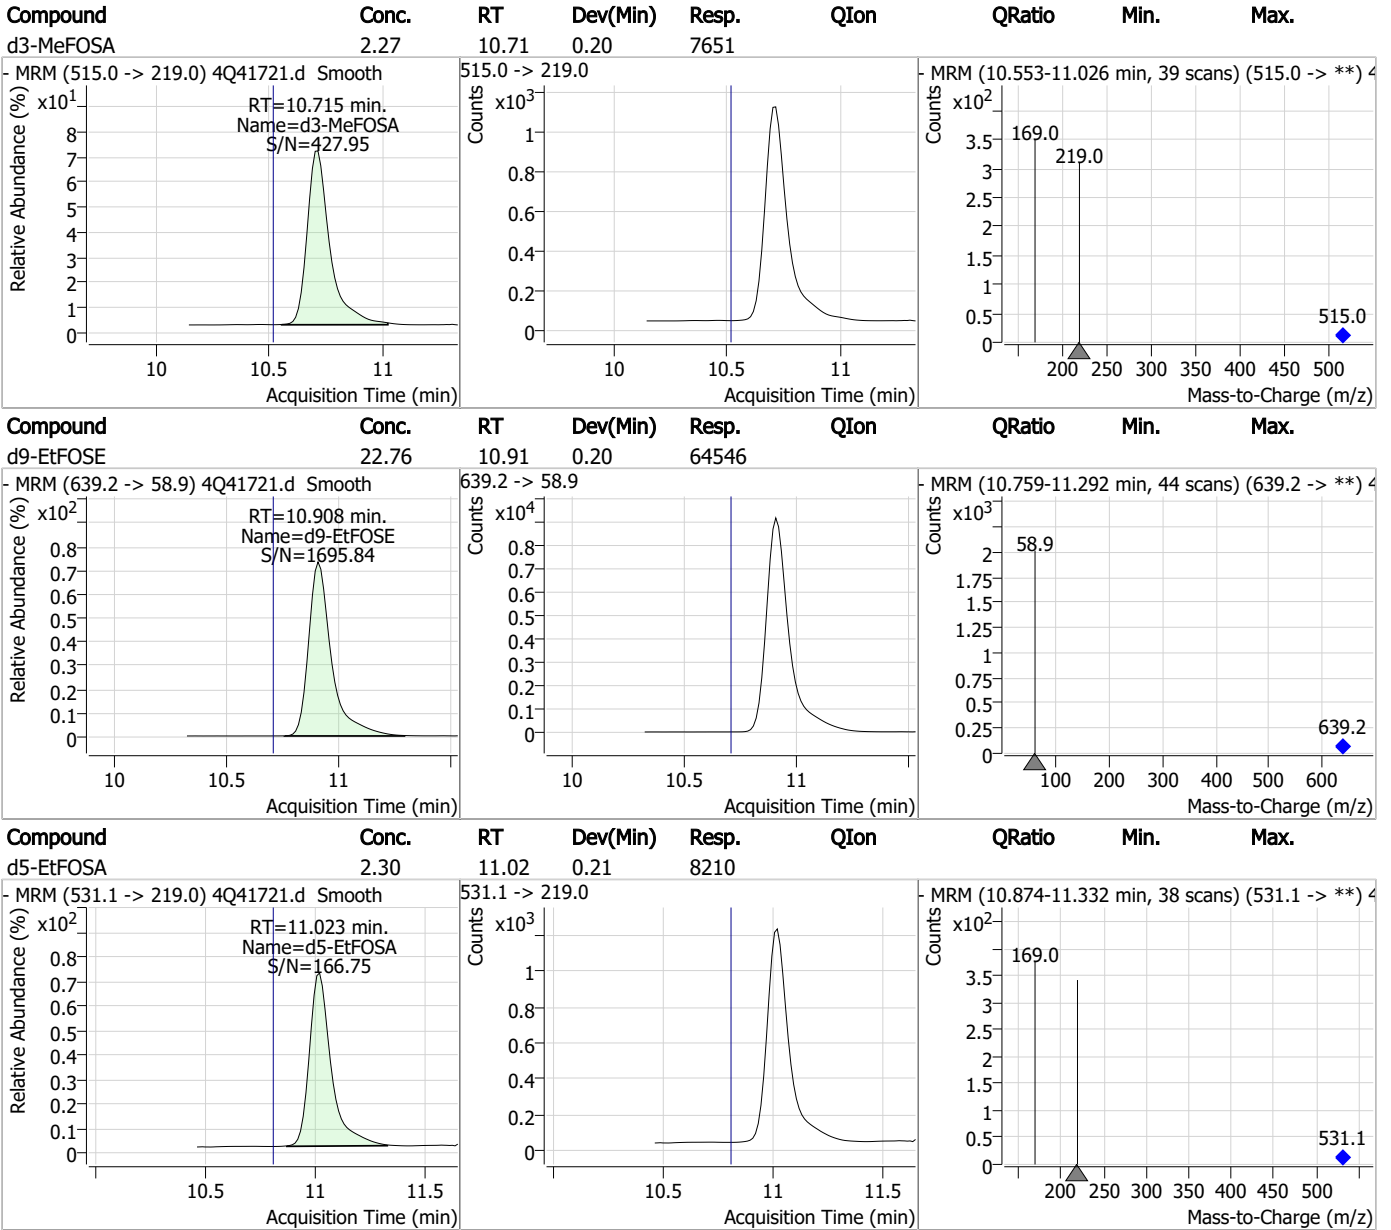 Compound Conc. RT Dev(Min) Resp. QIon QRatio Min. Max.
d3-MeFOSA 2.27 10.71 0.20 7651
- MRM (515.0 -> 219.0) 4Q41721.d Smooth
Relative Abundance (%)
x10¹
RT=10.715 min.
Name=d3-MeFOSA
S/N=427.95
8
7
6
5
4
3
2
1
0
10 10.5 11
Acquisition Time (min)
515.0 -> 219.0
Counts
x10³
1
0.8
0.6
0.4
0.2
0
10 10.5 11
Acquisition Time (min)
- MRM (10.553-11.026 min, 39 scans) (515.0 -> **) 4
Counts
x10²
169.0
219.0
515.0
3.5
3
2.5
2
1.5
1
0.5
0
200 250 300 350 400 450 500
Mass-to-Charge (m/z)
Compound Conc. RT Dev(Min) Resp. QIon QRatio Min. Max.
d9-EtFOSE 22.76 10.91 0.20 64546
- MRM (639.2 -> 58.9) 4Q41721.d Smooth
Relative Abundance (%)
x10²
RT=10.908 min.
Name=d9-EtFOSE
S/N=1695.84
0.8
0.7
0.6
0.5
0.4
0.3
0.2
0.1
0
10 10.5 11
Acquisition Time (min)
639.2 -> 58.9
Counts
x10⁴
0.8
0.7
0.6
0.5
0.4
0.3
0.2
0.1
0
10 10.5 11
Acquisition Time (min)
- MRM (10.759-11.292 min, 44 scans) (639.2 -> **) 4
Counts
x10³
58.9
639.2
2
1.75
1.5
1.25
1
0.75
0.5
0.25
0
100 200 300 400 500 600
Mass-to-Charge (m/z)
Compound Conc. RT Dev(Min) Resp. QIon QRatio Min. Max.
d5-EtFOSA 2.30 11.02 0.21 8210
- MRM (531.1 -> 219.0) 4Q41721.d Smooth
Relative Abundance (%)
x10²
RT=11.023 min.
Name=d5-EtFOSA
S/N=166.75
0.8
0.7
0.6
0.5
0.4
0.3
0.2
0.1
0
10.5 11 11.5
Acquisition Time (min)
531.1 -> 219.0
Counts
x10³
1
0.8
0.6
0.4
0.2
0
10.5 11 11.5
Acquisition Time (min)
- MRM (10.874-11.332 min, 38 scans) (531.1 -> **) 4
Counts
x10²
169.0
531.1
3.5
3
2.5
2
1.5
1
0.5
0
200 250 300 350 400 450 500
Mass-to-Charge (m/z)